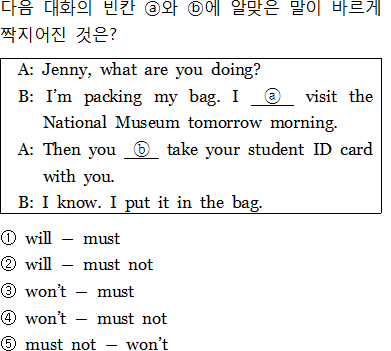 다음 대화의 빈칸 ⓐ와 ⓑ에 알맞은 말이 바르게
짝지어진 것은?
A: Jenny, what are you doing?
B: I'm packing my bag. I ⓐ visit the
National Museum tomorrow morning.
A: Then you ⓑ take your student ID card
with you.
B: I know. I put it in the bag.
① will － must
② will － must not
③ won't － must
④ won't － must not
⑤ must not － won't